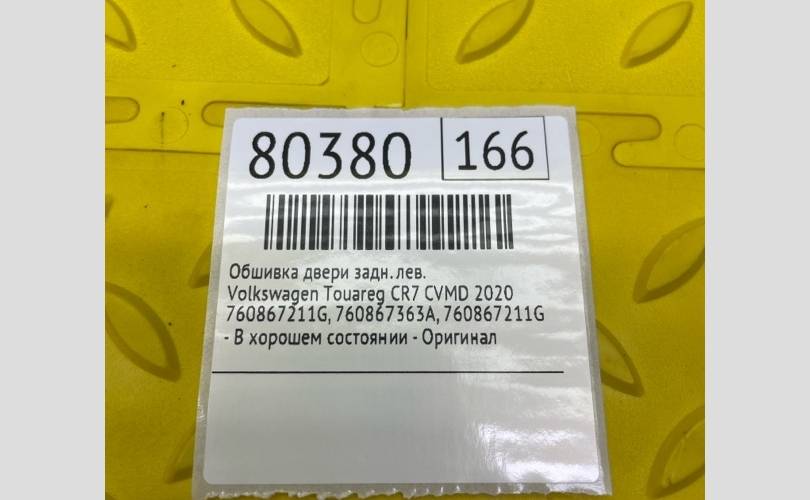 80380 166
Обшивка двери задн. лев.
Volkswagen Touareg CR7 CVMD 2020
760867211G, 760867363A, 760867211G
- В хорошем состоянии - Оригинал